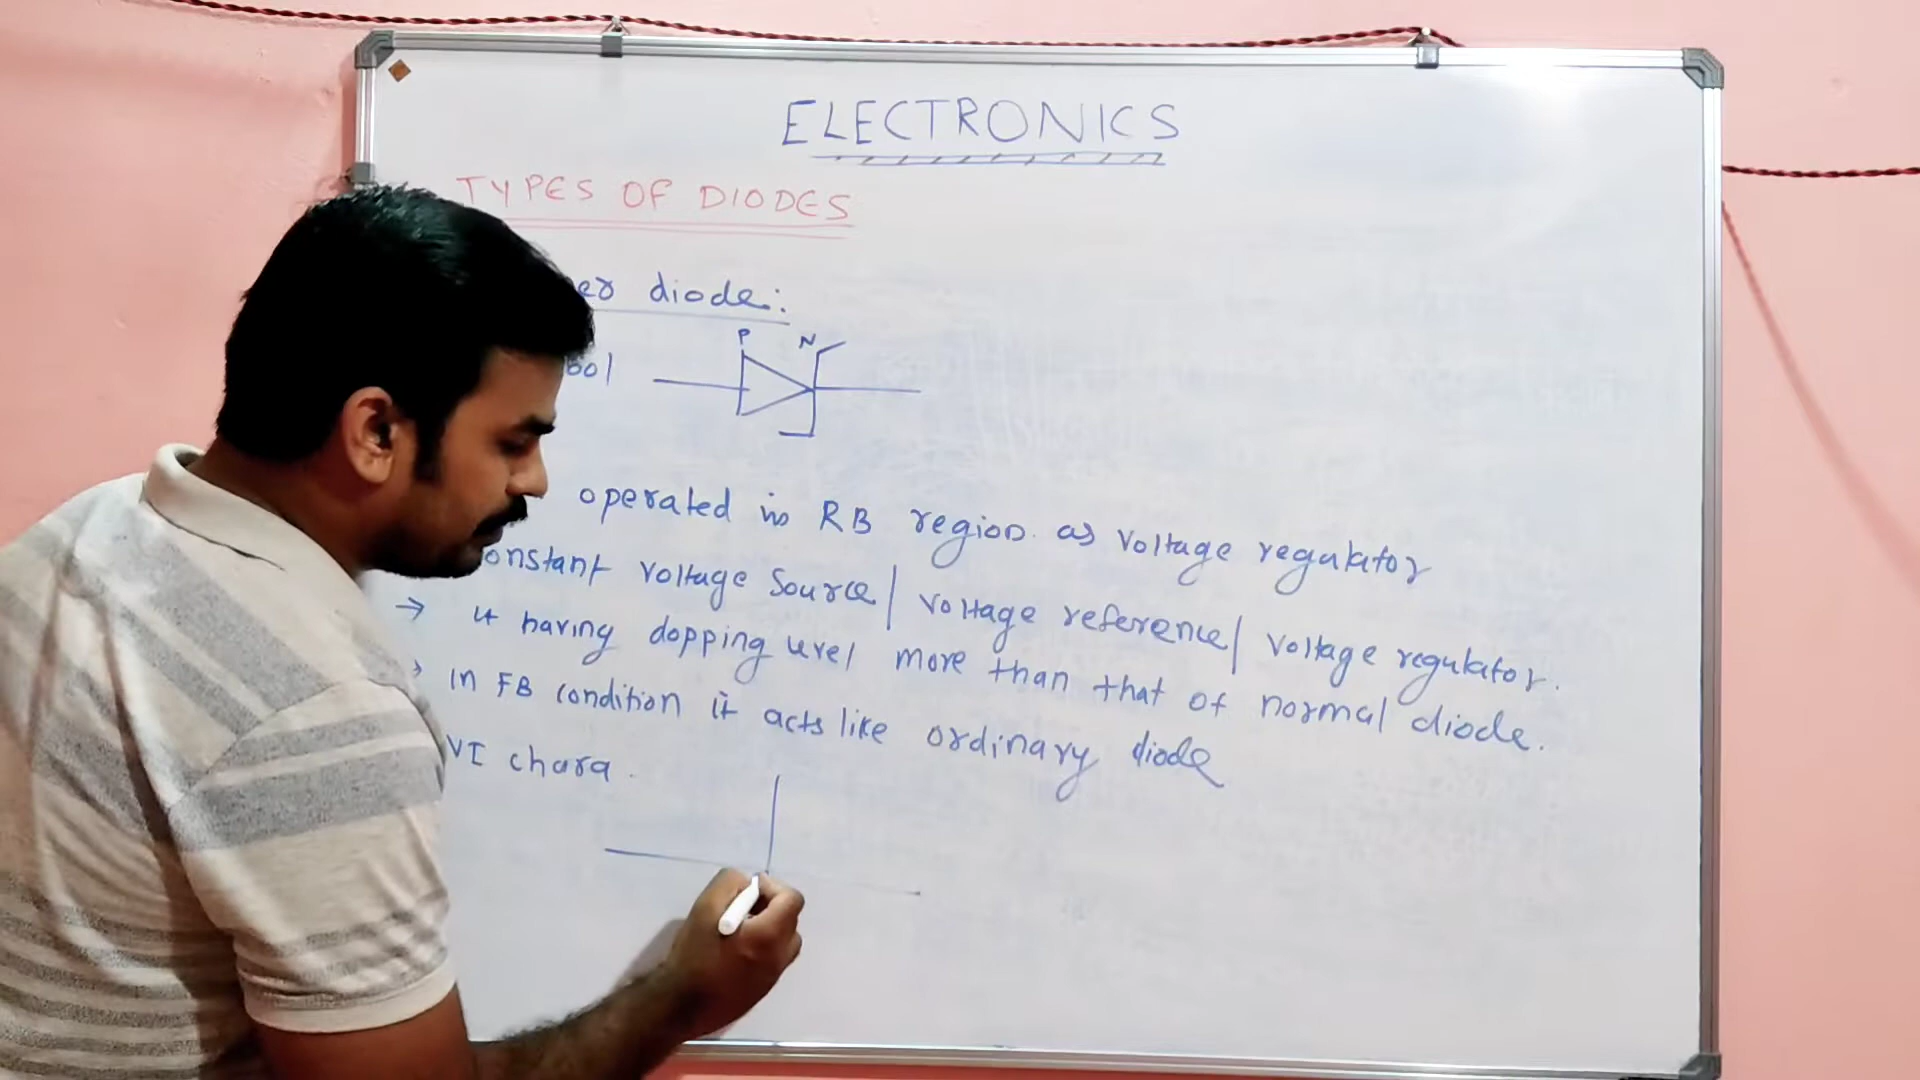 ELECTRONICS
TYPES OF DIODES
er diode:
P N
bol
operated in RB region as voltage regulator
onstant voltage Source/ voltage reference/ voltage regulator.
→ it having dopping level more than that of normal diode.
in FB condition it acts like ordinary diode
VI chara.